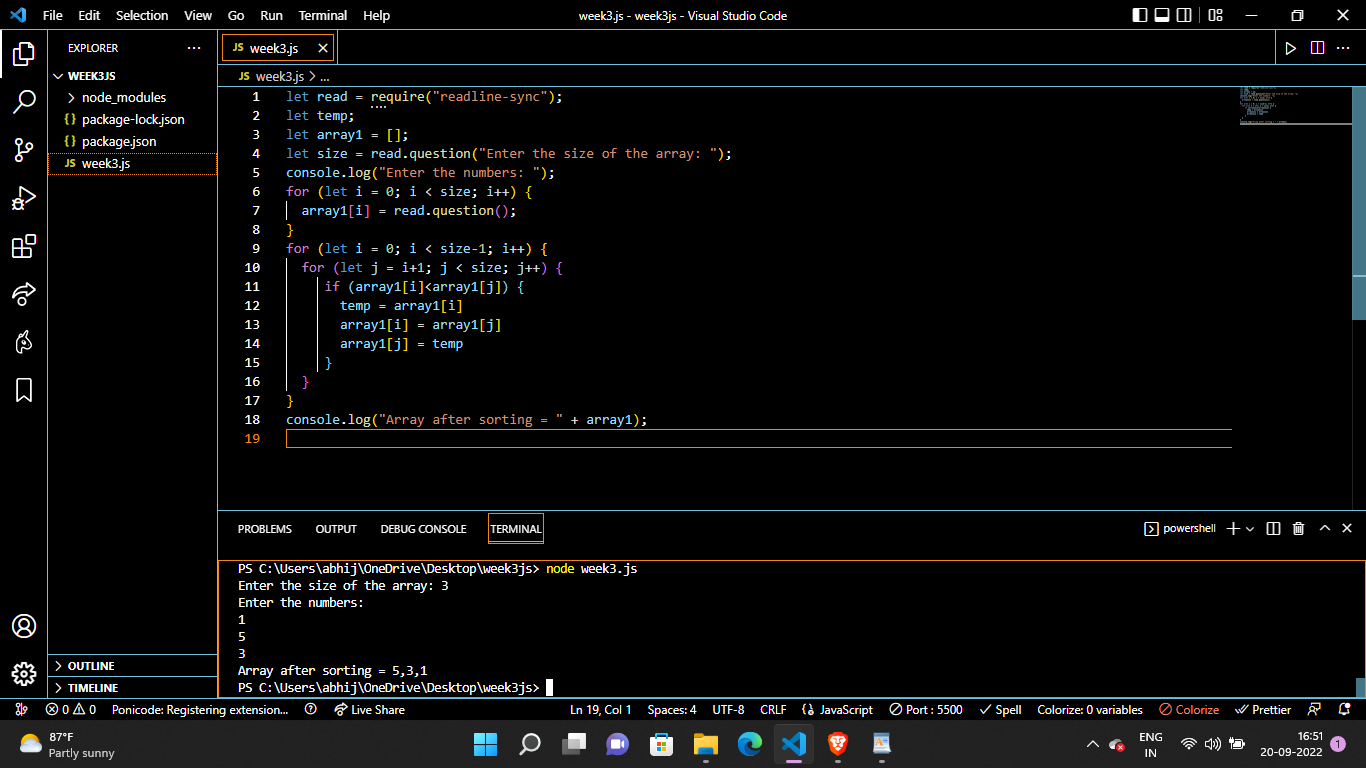 File Edit Selection View Go Run Terminal Help week3.js - week3js - Visual Studio Code
EXPLORER
WEEK3JS
node_modules
{} package-lock.json
{} package.json
JS week3.js
OUTLINE
TIMELINE
JS week3.js
JS week3.js > ...
1 let read = require("readline-sync");
2 let temp;
3 let array1 = [];
4 let size = read.question("Enter the size of the array: ");
5 console.log("Enter the numbers: ");
6 for (let i = 0; i < size; i++) {
7 array1[i] = read.question();
8 }
9 for (let i = 0; i < size-1; i++) {
10 for (let j = i+1; j < size; j++) {
11 if (array1[i]<array1[j]) {
12 temp = array1[i]
13 array1[i] = array1[j]
14 array1[j] = temp
15 }
16 }
17 }
18 console.log("Array after sorting = " + array1);
19
PROBLEMS OUTPUT DEBUG CONSOLE TERMINAL powershell
PS C:\Users\abhij\OneDrive\Desktop\week3js> node week3.js
Enter the size of the array: 3
Enter the numbers:
1
5
3
Array after sorting = 5,3,1
PS C:\Users\abhij\OneDrive\Desktop\week3js>
0 0 Ponicode: Registering extension... Live Share Ln 19, Col 1 Spaces: 4 UTF-8 CRLF {} JavaScript Port : 5500 Spell Colorize: 0 variables Colorize Prettier
87°F
Partly sunny
ENG
IN
16:51
20-09-2022
1